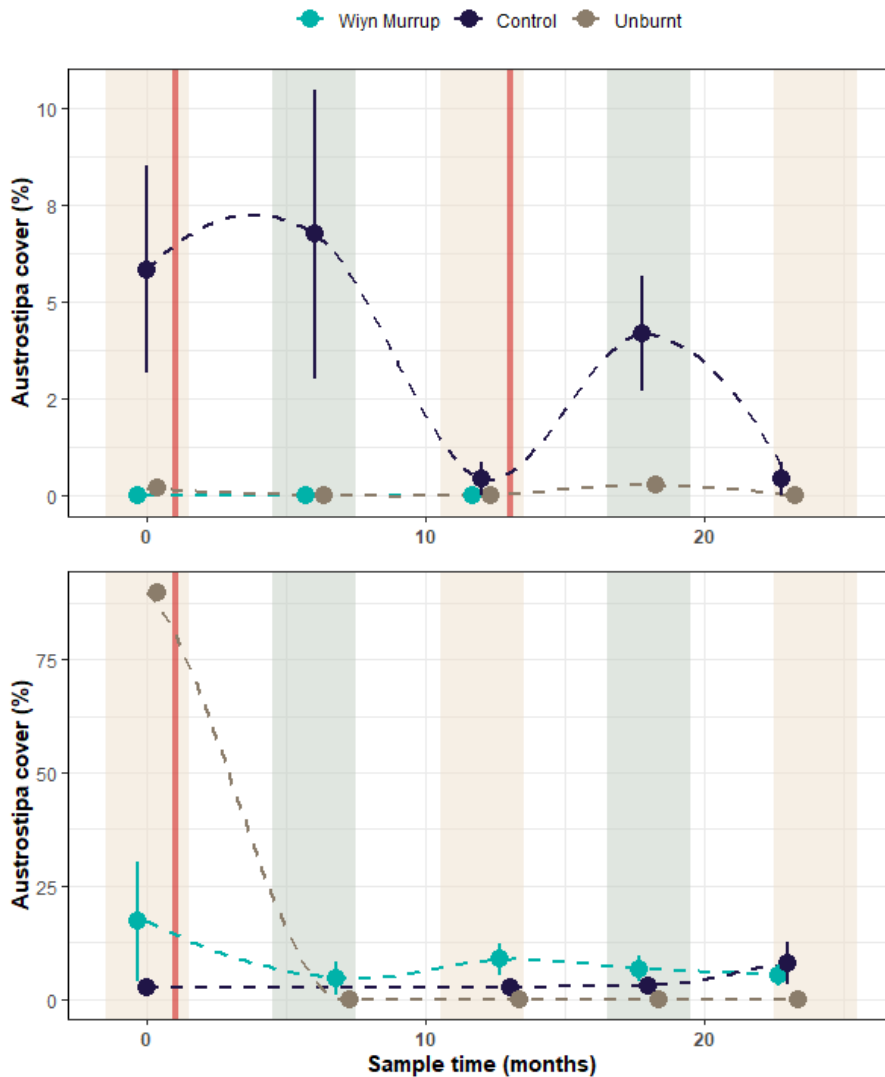 Wiyn Murrup Control Unburnt
Austrostipa cover (%)
10
8
5
2
0
0 10 20
Austrostipa cover (%)
75
50
25
0
0 10 20
Sample time (months)